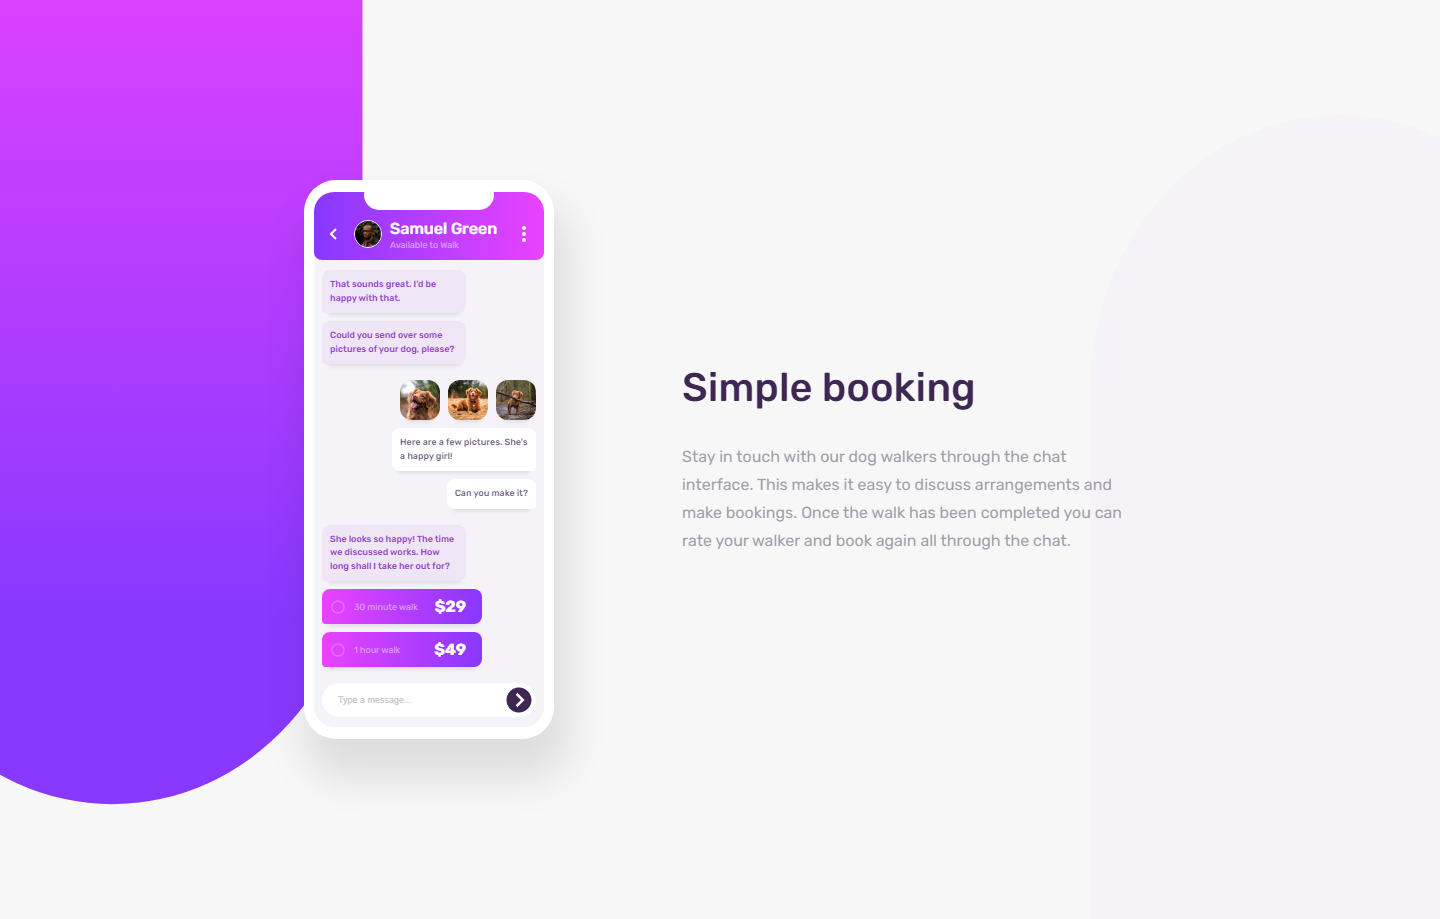 Samuel Green
Available to Walk
That sounds great. I'd be
happy with that.
Could you send over some
pictures of your dog, please?
Here are a few pictures. She's
a happy girl!
Can you make it?
She looks so happy! The time
we discussed works. How
long shall I take her out for?
30 minute walk $29
1 hour walk $49
Type a message...
Simple booking
Stay in touch with our dog walkers through the chat
interface. This makes it easy to discuss arrangements and
make bookings. Once the walk has been completed you can
rate your walker and book again all through the chat.